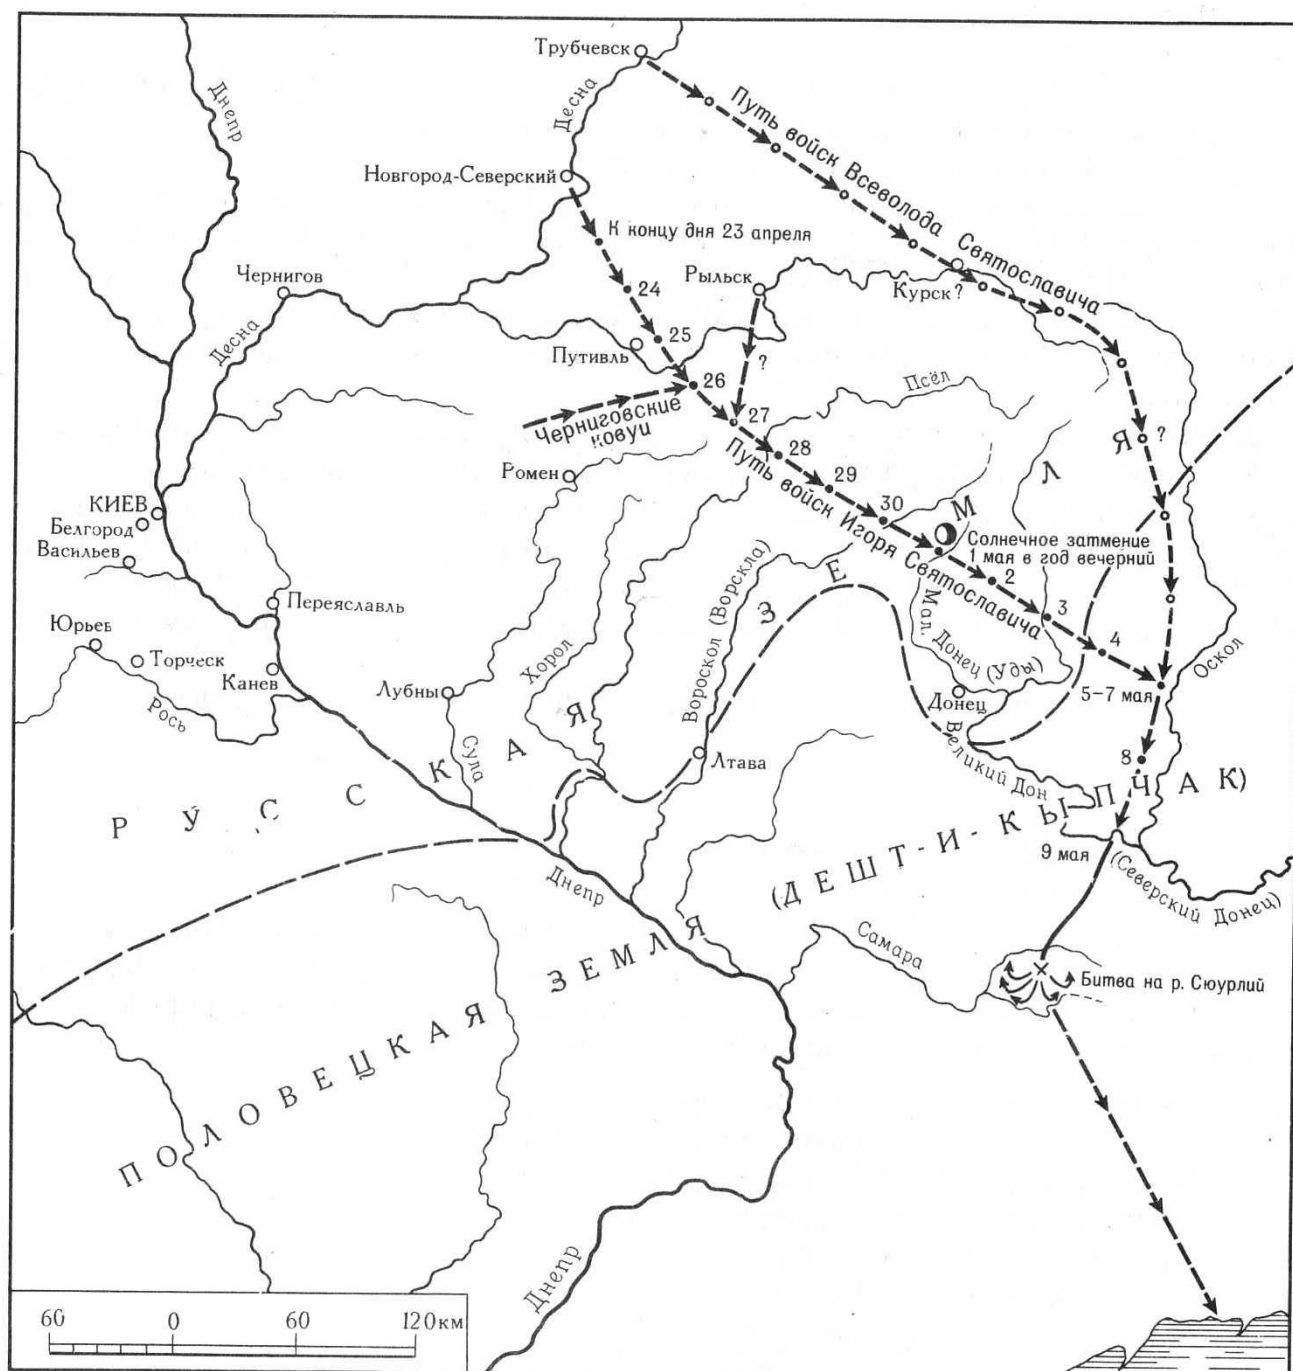 Трубчевск
Днепр
Десна
Путь войск Всеволода Святославича
Новгород-Северский
К концу дня 23 апреля
Чернигов
24
Рыльск
Курск ?
Десна
25
Путивль
?
26
Псёл
Черниговские
ковуи
27
28
Я
?
Ромен
29
Л
30
М
КИЕВ
Белгород
Васильев
Солнечное затмение
1 мая в год вечерний
Путь войск Игоря Святославича
2
Е
З
Переяславль
3
Мал. Донец (Уды)
Юрьев
Торческ
Канев
4
Вороскол (Ворскла)
Хорол
Оскол
Рось
Лубны
Донец
5-7 мая
Сула
Лтава
8
Великий Дон
РУССКАЯ
9 мая
(Северский Донец)
Днепр
(ДЕШТ-И-КЫПЧАК)
Самара
Битва на р. Сюурлий
ПОЛОВЕЦКАЯ ЗЕМЛЯ
Днепр
60 0 60 120 км